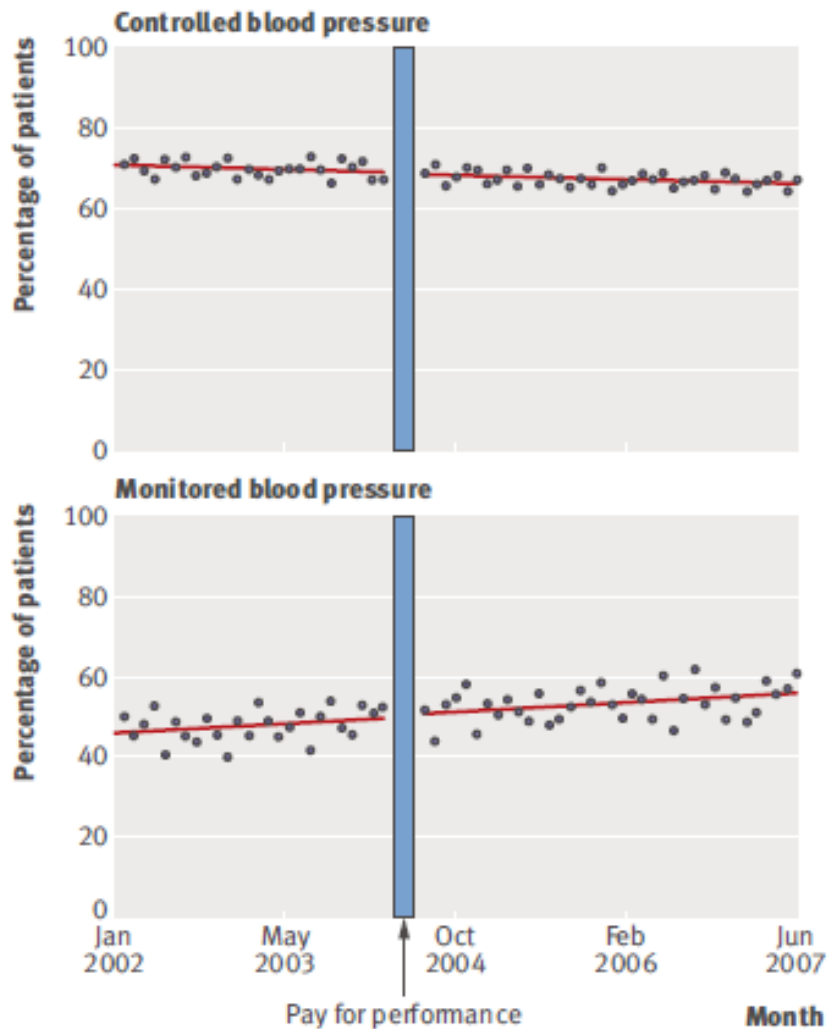 Controlled blood pressure
100
80
60
40
20
0
Percentage of patients
Monitored blood pressure
100
80
60
40
20
0
Percentage of patients
Jan
2002
May
2003
Oct
2004
Feb
2006
Jun
2007
Pay for performance
Month